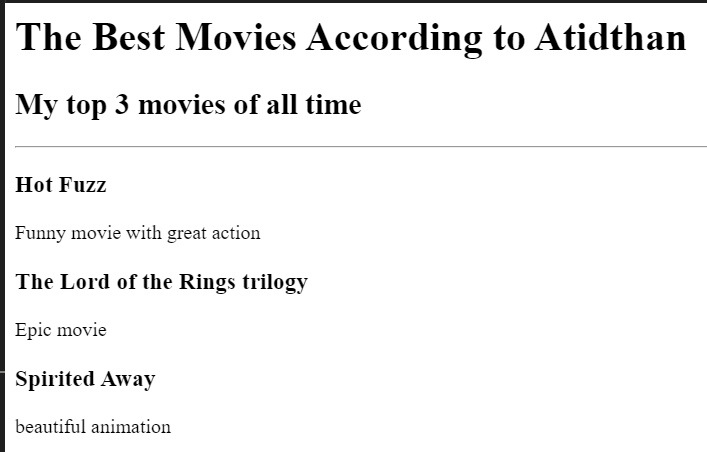 The Best Movies According to Atidthan
My top 3 movies of all time
Hot Fuzz
Funny movie with great action
The Lord of the Rings trilogy
Epic movie
Spirited Away
beautiful animation